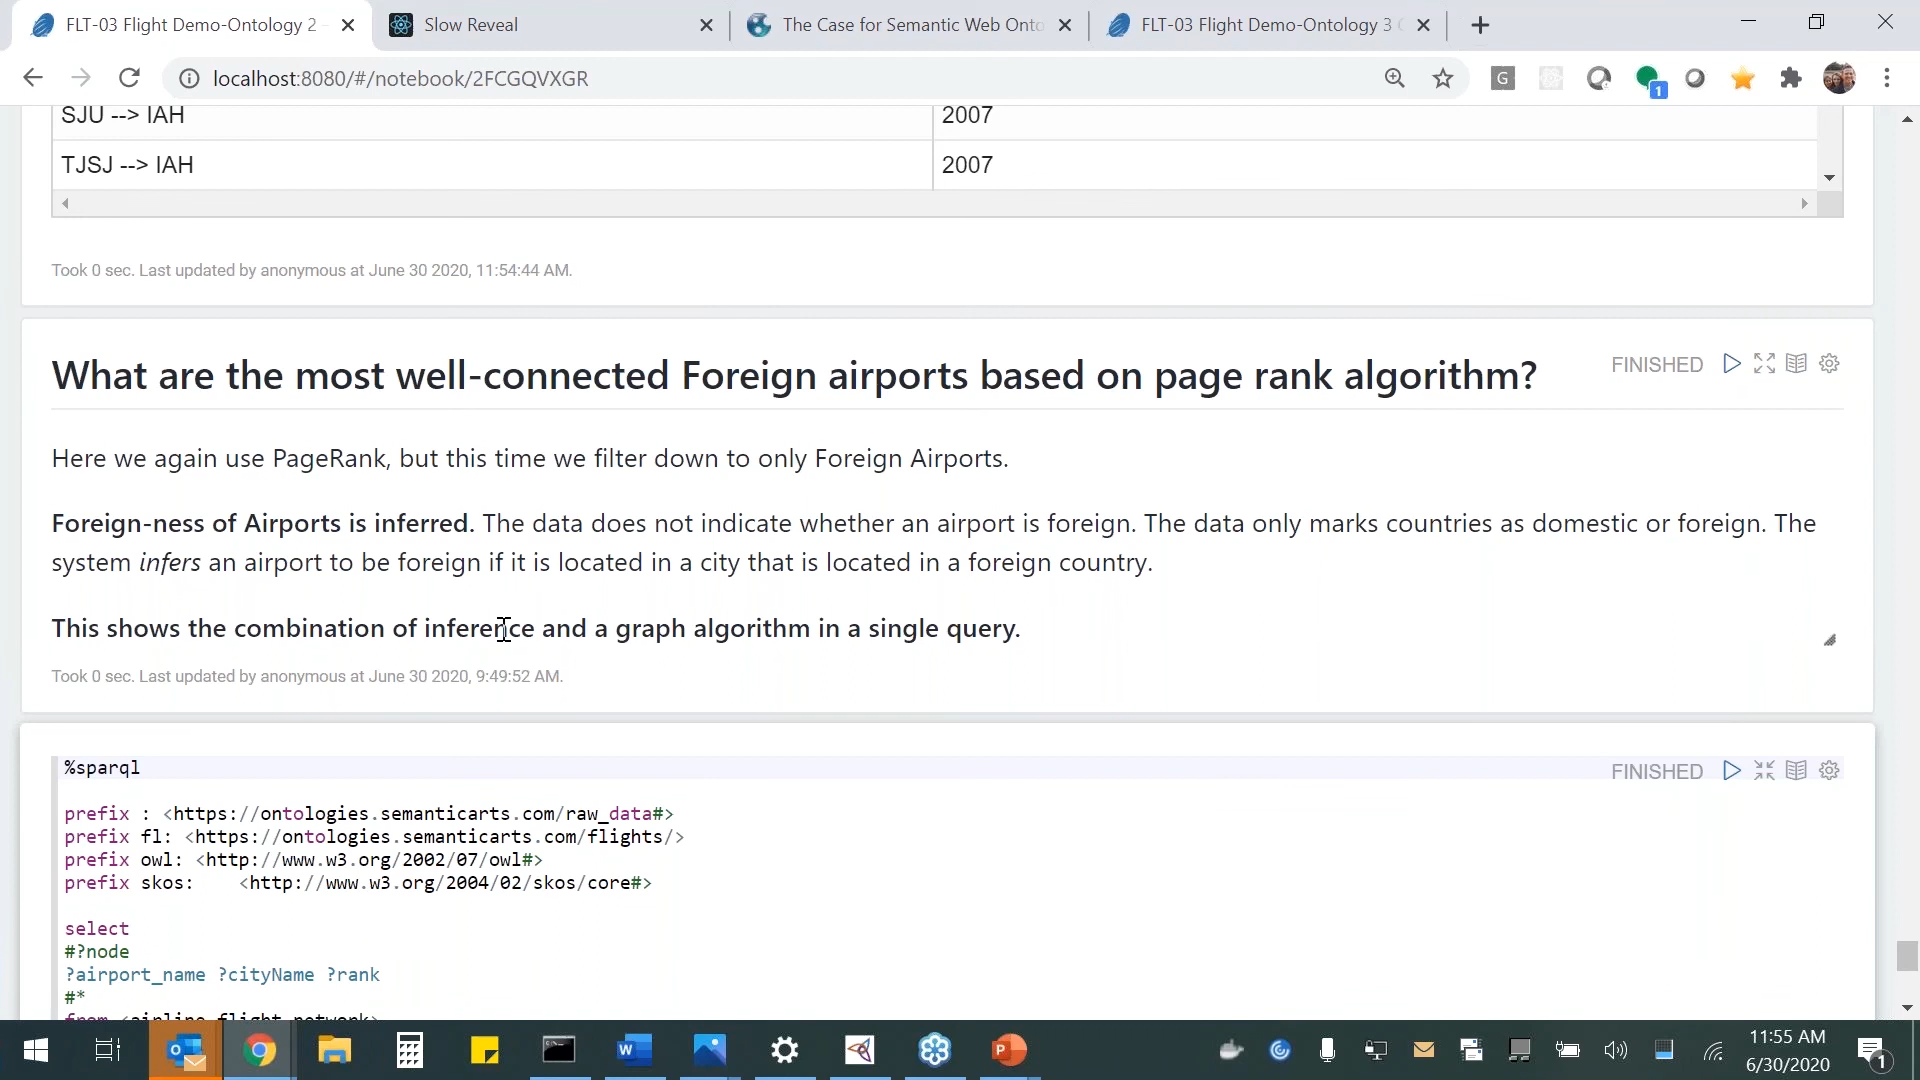 FLT-03 Flight Demo-Ontology 2
Slow Reveal
The Case for Semantic Web Onto
FLT-03 Flight Demo-Ontology 3
localhost:8080/#/notebook/2FCGQVXGR
G
1
SJU --> IAH
2007
TJSJ --> IAH
2007
Took 0 sec. Last updated by anonymous at June 30 2020, 11:54:44 AM.
What are the most well-connected Foreign airports based on page rank algorithm?
FINISHED
Here we again use PageRank, but this time we filter down to only Foreign Airports.
Foreign-ness of Airports is inferred. The data does not indicate whether an airport is foreign. The data only marks countries as domestic or foreign. The
system infers an airport to be foreign if it is located in a city that is located in a foreign country.
This shows the combination of inference and a graph algorithm in a single query.
Took 0 sec. Last updated by anonymous at June 30 2020, 9:49:52 AM.
%sparql
FINISHED
prefix : <https://ontologies.semanticarts.com/raw_data#>
prefix fl: <https://ontologies.semanticarts.com/flights/>
prefix owl: <http://www.w3.org/2002/07/owl#>
prefix skos:    <http://www.w3.org/2004/02/skos/core#>
select
#?node
?airport_name ?cityName ?rank
#*
from <airline_flight_network>
11:55 AM
6/30/2020
1